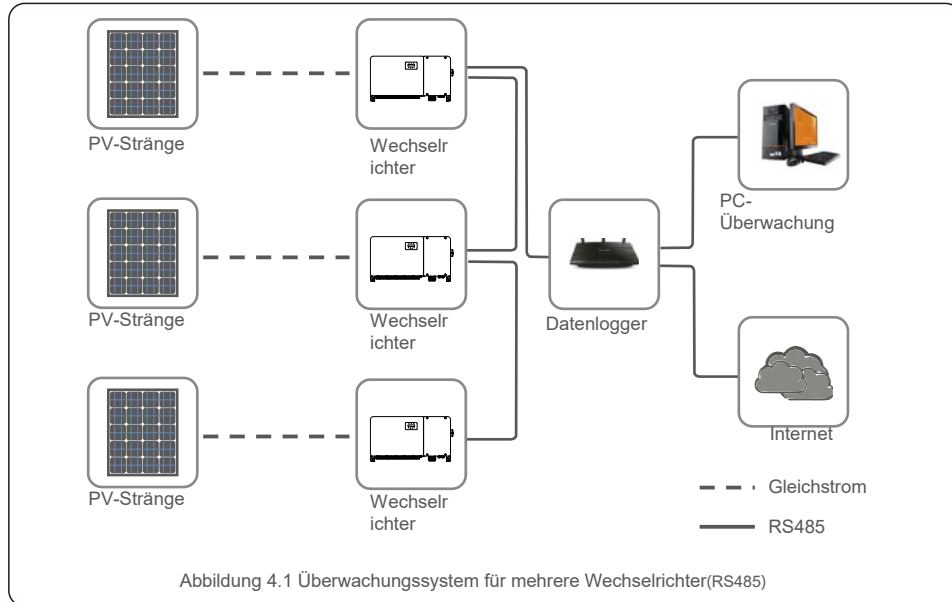 PV-Stränge
Wechselr
ichter
PC-
Überwachung
PV-Stränge
Wechselr
ichter
Datenlogger
Internet
PV-Stränge
Wechselr
ichter
Gleichstrom
RS485
Abbildung 4.1 Überwachungssystem für mehrere Wechselrichter(RS485)